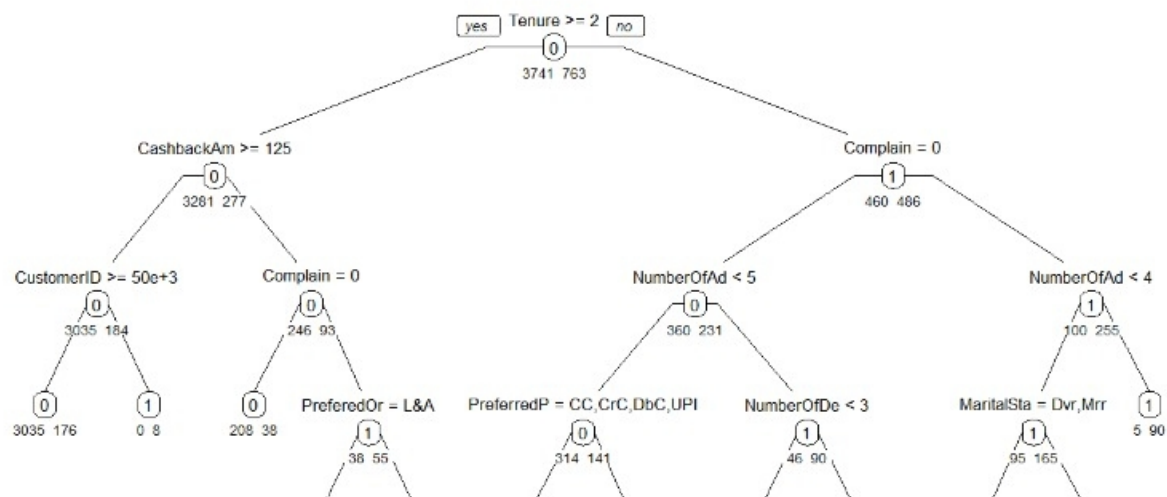 Tenure >= 2
yes no
0
3741 763
CashbackAm >= 125 Complain = 0
0 1
3281 277 460 486
CustomerID >= 50e+3 Complain = 0 NumberOfAd < 5 NumberOfAd < 4
0 0 0 1
3035 184 246 93 360 231 100 255
0 1 0 PreferedOr = L&A PreferredP = CC,CrC,DbC,UPI NumberOfDe < 3 MaritalSta = Dvr,Mrr 1
3035 176 0 8 208 38 1 0 1 1 5 90
38 55 314 141 46 90 95 165